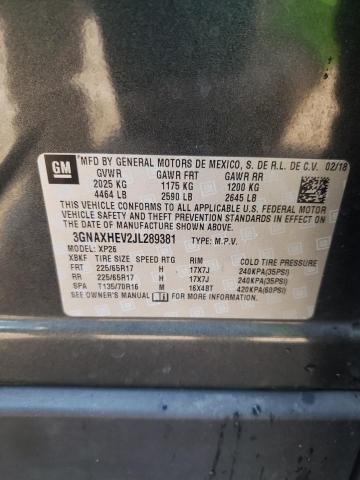 GM
MFD BY GENERAL MOTORS DE MEXICO, S. DE R.L. DE C.V. 02/18
GVWR GAWR FRT GAWR RR
2025 KG 1175 KG 1200 KG
4464 LB 2590 LB 2645 LB
THIS VEHICLE CONFORMS TO ALL APPLICABLE U.S. FEDERAL MOTOR
VEHICLE SAFETY AND THEFT PREVENTION STANDARDS IN EFFECT ON
THE DATE OF MANUFACTURE SHOWN ABOVE.
3GNAXHEV2JL289381 TYPE: M.P.V.
MODEL: XP26
XBKF TIRE SIZE SPEED RTG RIM COLD TIRE PRESSURE
FRT 225/65R17 H 17X7J 240KPA(35PSI)
RR 225/65R17 H 17X7J 240KPA(35PSI)
SPA T135/70R16 M 16X4BT 420KPA(60PSI)
SEE OWNER'S MANUAL FOR MORE INFORMATION